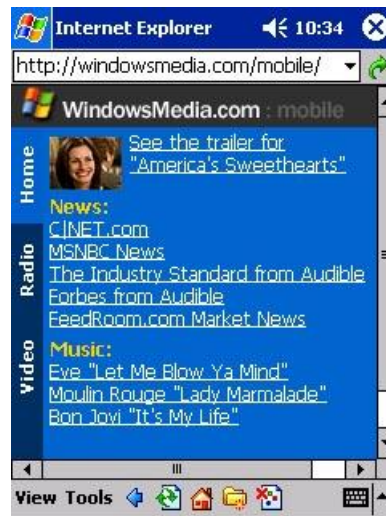 Internet Explorer 10:34
http://windowsmedia.com/mobile/
WindowsMedia.com : mobile
Home
Radio
Video
See the trailer for
"America's Sweethearts"
News:
C|NET.com
MSNBC News
The Industry Standard from Audible
Forbes from Audible
FeedRoom.com Market News
Music:
Eve "Let Me Blow Ya Mind"
Moulin Rouge "Lady Marmalade"
Bon Jovi "It's My Life"
View Tools